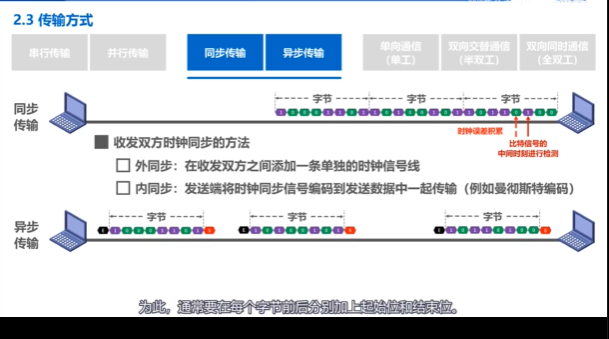 2.3 传输方式
串行传输 并行传输 同步传输 异步传输 单向通信 双向交替通信 双向同时通信
（单工） （半双工） （全双工）
字节 字节 字节
同步
传输
时钟误差积累
比特信号的
中间时刻进行检测
收发双方时钟同步的方法
外同步：在收发双方之间添加一条单独的时钟信号线
内同步：发送端将时钟同步信号编码到发送数据中一起传输（例如曼彻斯特编码）
字节 字节 字节
异步
传输
为此，通常要在每个字节前后分别加上起始位和结束位。